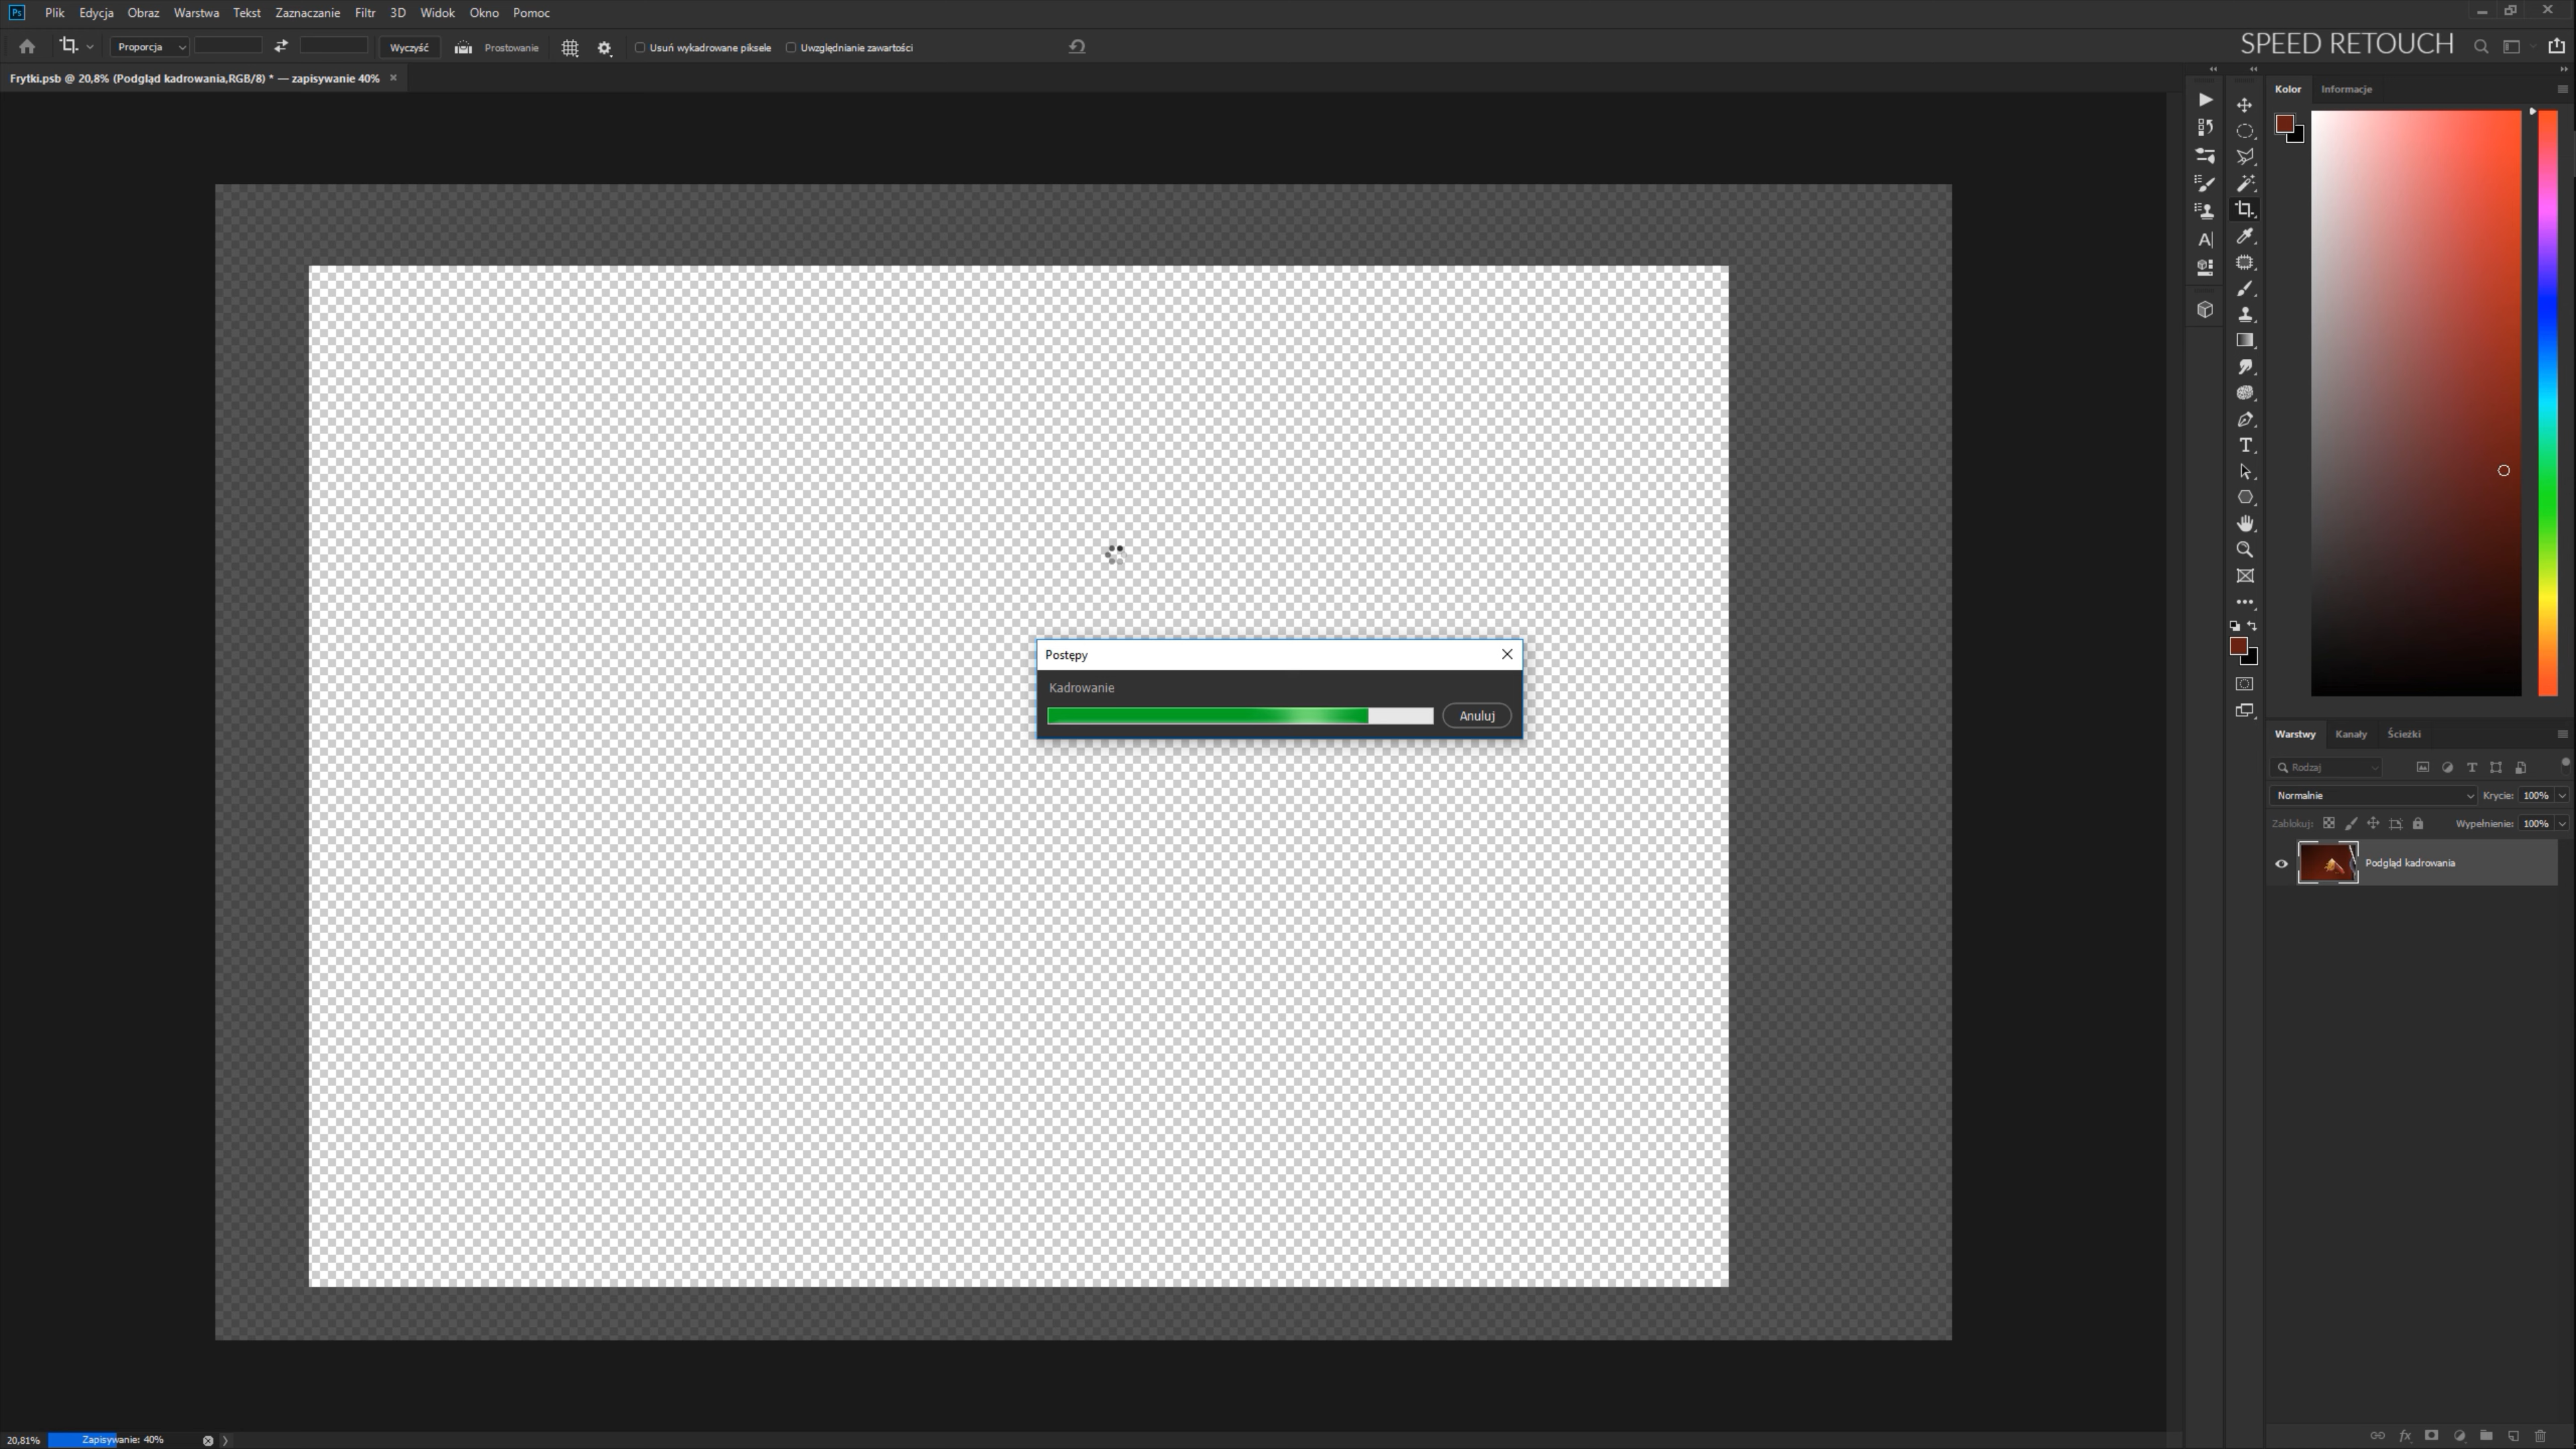 Ps Plik Edycja Obraz Warstwa Tekst Zaznaczanie Filtr 3D Widok Okno Pomoc
Proporcja Wyczyść Prostowanie Usuń wykadrowane piksele Uwzględnianie zawartości SPEED RETOUCH
Frytki.psb @ 20,8% (Podgląd kadrowania,RGB/8) * — zapisywanie 40%
Kolor Informacje
Postępy
Kadrowanie
Anuluj
Warstwy Kanały Ścieżki
Rodzaj
Normalnie Krycie: 100%
Zablokuj: Wypełnienie: 100%
Podgląd kadrowania
20,81% Zapisywanie: 40%